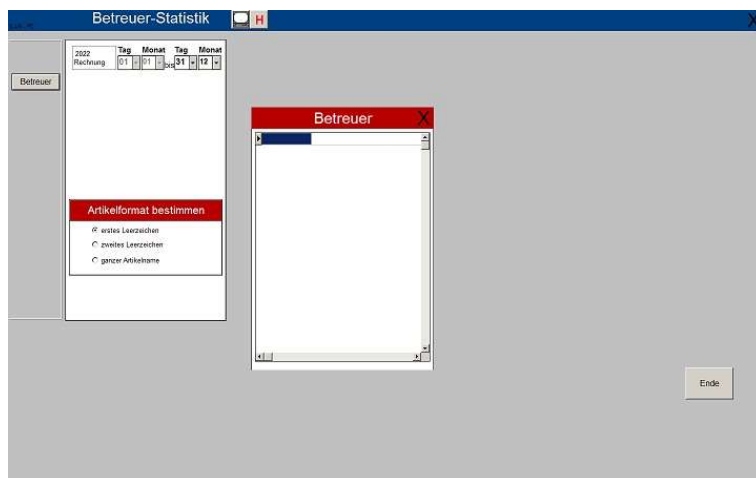 Betreuer-Statistik H X
2022 Tag Monat Tag Monat
Rechnung 01 01 bis 31 12
Betreuer
Betreuer X
Artikelformat bestimmen
erstes Leerzeichen
zweites Leerzeichen
ganzer Artikelname
Ende